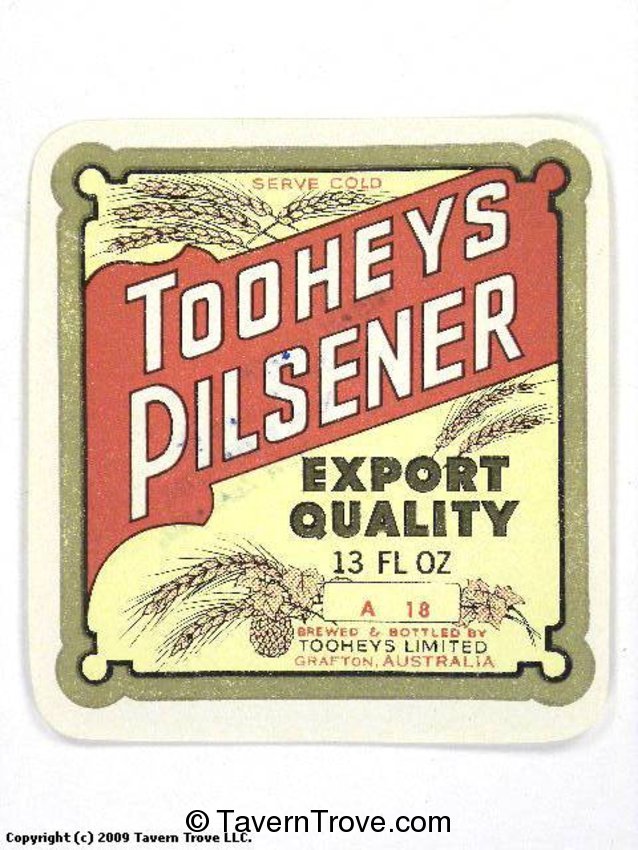 SERVE COLD
TOOHEYS
PILSENER
EXPORT
QUALITY
13 FL OZ
A 18
BREWED & BOTTLED BY
TOOHEYS LIMITED
GRAFTON, AUSTRALIA
© TavernTrove.com
Copyright (c) 2009 Tavern Trove LLC.